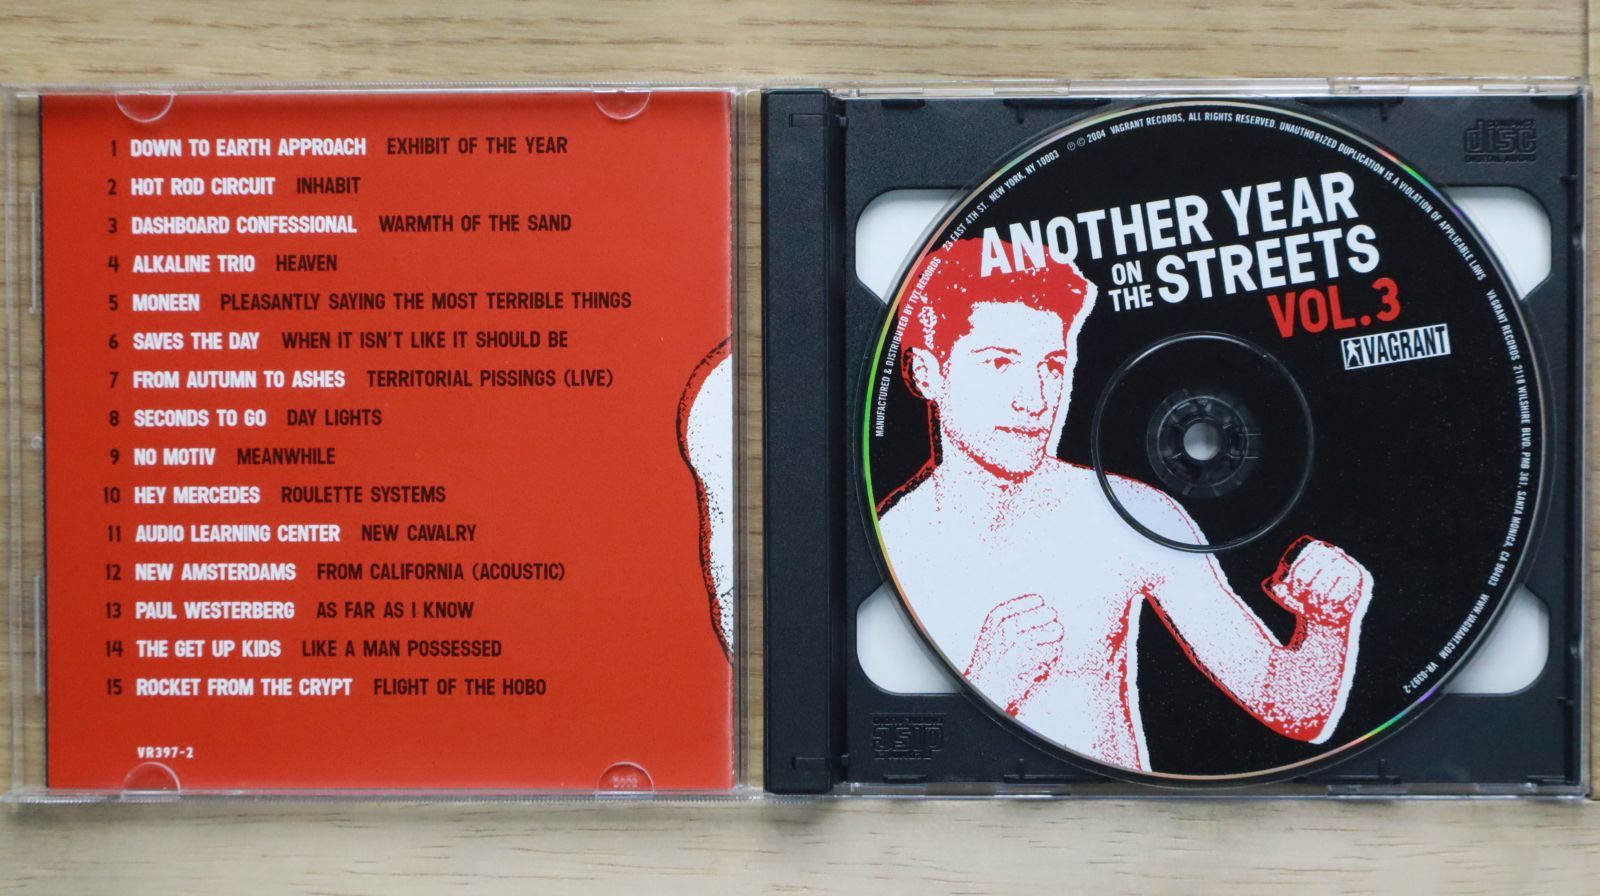 1 DOWN TO EARTH APPROACH EXHIBIT OF THE YEAR
2 HOT ROD CIRCUIT INHABIT
3 DASHBOARD CONFESSIONAL WARMTH OF THE SAND
4 ALKALINE TRIO HEAVEN
5 MONEEN PLEASANTLY SAYING THE MOST TERRIBLE THINGS
6 SAVES THE DAY WHEN IT ISN'T LIKE IT SHOULD BE
7 FROM AUTUMN TO ASHES TERRITORIAL PISSINGS (LIVE)
8 SECONDS TO GO DAY LIGHTS
9 NO MOTIV MEANWHILE
10 HEY MERCEDES ROULETTE SYSTEMS
11 AUDIO LEARNING CENTER NEW CAVALRY
12 NEW AMSTERDAMS FROM CALIFORNIA (ACOUSTIC)
13 PAUL WESTERBERG AS FAR AS I KNOW
14 THE GET UP KIDS LIKE A MAN POSSESSED
15 ROCKET FROM THE CRYPT FLIGHT OF THE HOBO
VR397-2
ANOTHER YEAR
ON THE STREETS
VOL.3
VAGRANT
MANUFACTURED & DISTRIBUTED BY TVT RECORDS 23 EAST 4TH ST. NEW YORK, NY 10003 ℗ © 2004 VAGRANT RECORDS, ALL RIGHTS RESERVED. UNAUTHORIZED DUPLICATION IS A VIOLATION OF APPLICABLE LAWS VAGRANT RECORDS 2118 WILSHIRE BLVD. PMB 361, SANTA MONICA, CA 90403 WWW.VAGRANT.COM VR-0397-2
COMPACT
disc
DIGITAL AUDIO
COMPACT
disc
DIGITAL AUDIO